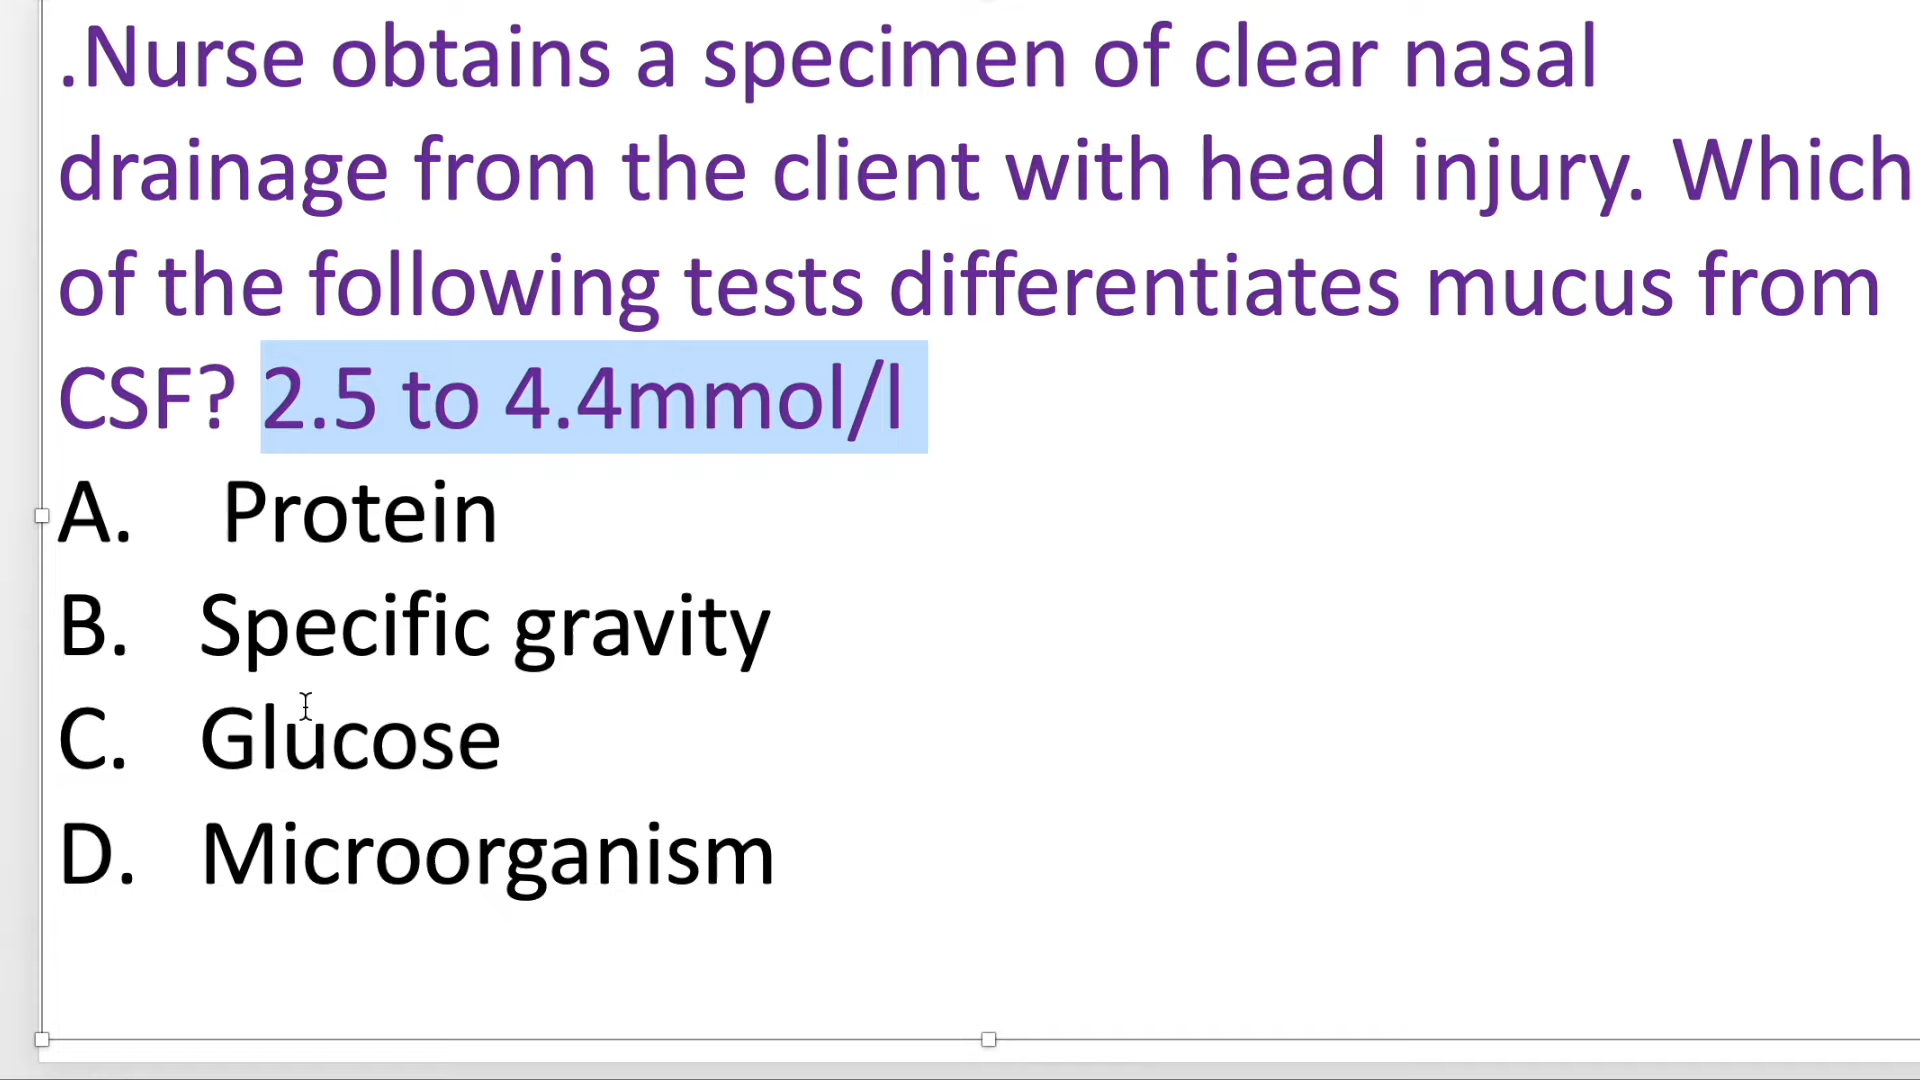 .Nurse obtains a specimen of clear nasal
drainage from the client with head injury. Which
of the following tests differentiates mucus from
CSF? 2.5 to 4.4mmol/l
A. Protein
B. Specific gravity
C. Glucose
D. Microorganism